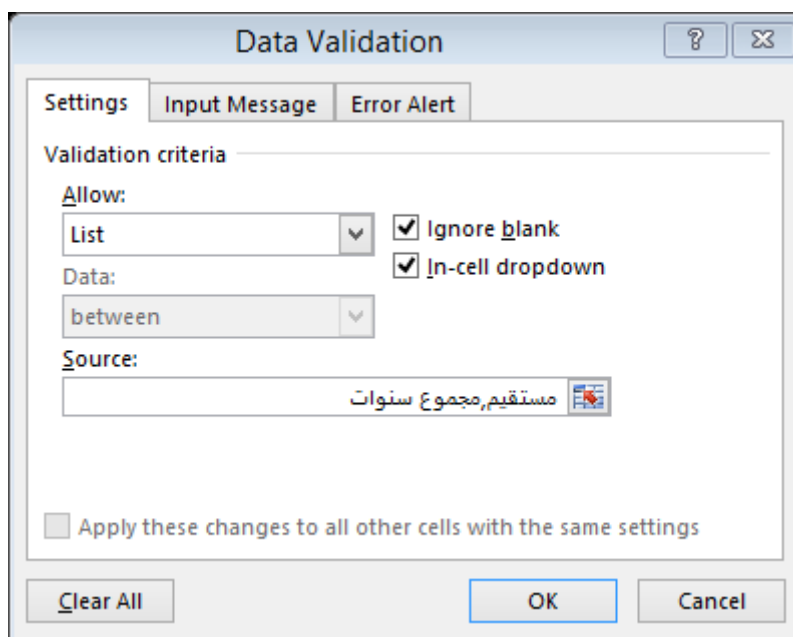 Data Validation
Settings
Input Message
Error Alert
Validation criteria
Allow:
List
Ignore blank
In-cell dropdown
Data:
between
Source:
مستقيم,مجموع سنوات
Apply these changes to all other cells with the same settings
Clear All
OK
Cancel